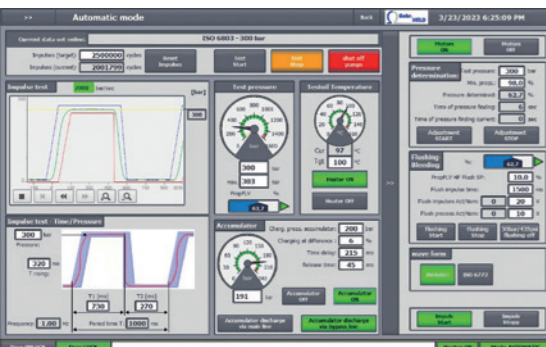 >> Automatic mode Back 3/23/2023 6:25:09 PM
Current data set select: ISO 6803 - 300 bar
Impulses (target): 2500000 cycles
Impulses (current): 2001799 cycles
Reset Impulses
test Start
test Stop
shut off pumps
Impulse test 2000 bar/sec [bar]
300
Test pressure
bar
300 bar
max. 303 bar
PropPLV %
62,7
Tested Temperature
°C
Cur 97 °C
Tgt 100 °C
Heater ON
Heater OFF
Impulse test - Time/Pressure
300 bar
Pressure:
320 ms
T rising:
T1 [ms] T2 [ms]
730 270
Frequency: 1,00 Hz Period time T: 1000 ms
Accumulator
Charg. press. accumulator: 200 bar
Charging at difference : 6 %
Time delay: 215 ms
Release time: 45 ms
191 bar
Accumulator OFF
Accumulator ON
Accumulator discharge via main line
Accumulator discharge via bypass line
>>
Motors ON
Motors OFF
Pressure determination:
Test pressure: 300 bar
Min. prop.: 98,0 %
Pressure determined: 62,7 %
Time of pressure finding: 6 sec
Time of pressure finding current: 0 sec
Adjustment START
Adjustment STOP
Flushing Bleeding
%: 62,7
PropPLV MF Flush SP: 10,0 %
Flush impulse time: 1500 ms
Flush impulses Act/Nom: 0 20 X
Flush process Act/Nom: 0 10 X
Flushing Start
Flushing Stop
flushing off
wave form
ISO 6772
Impuls Start
Impuls Stopp